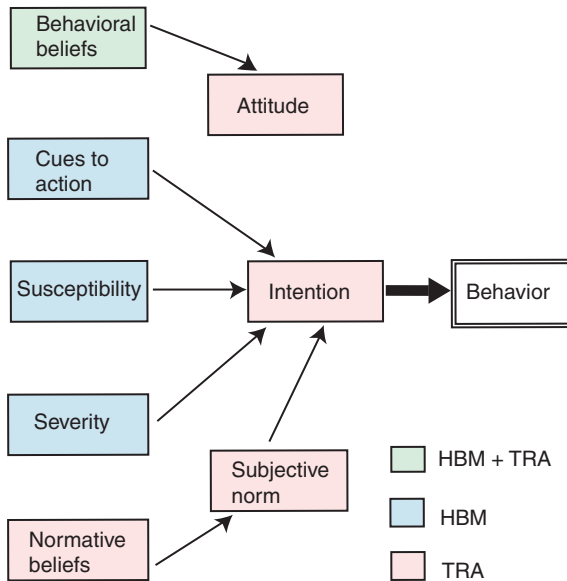 Behavioral
beliefs
Attitude
Cues to
action
Susceptibility
Intention
Behavior
Severity
Subjective
norm
Normative
beliefs
HBM + TRA
HBM
TRA